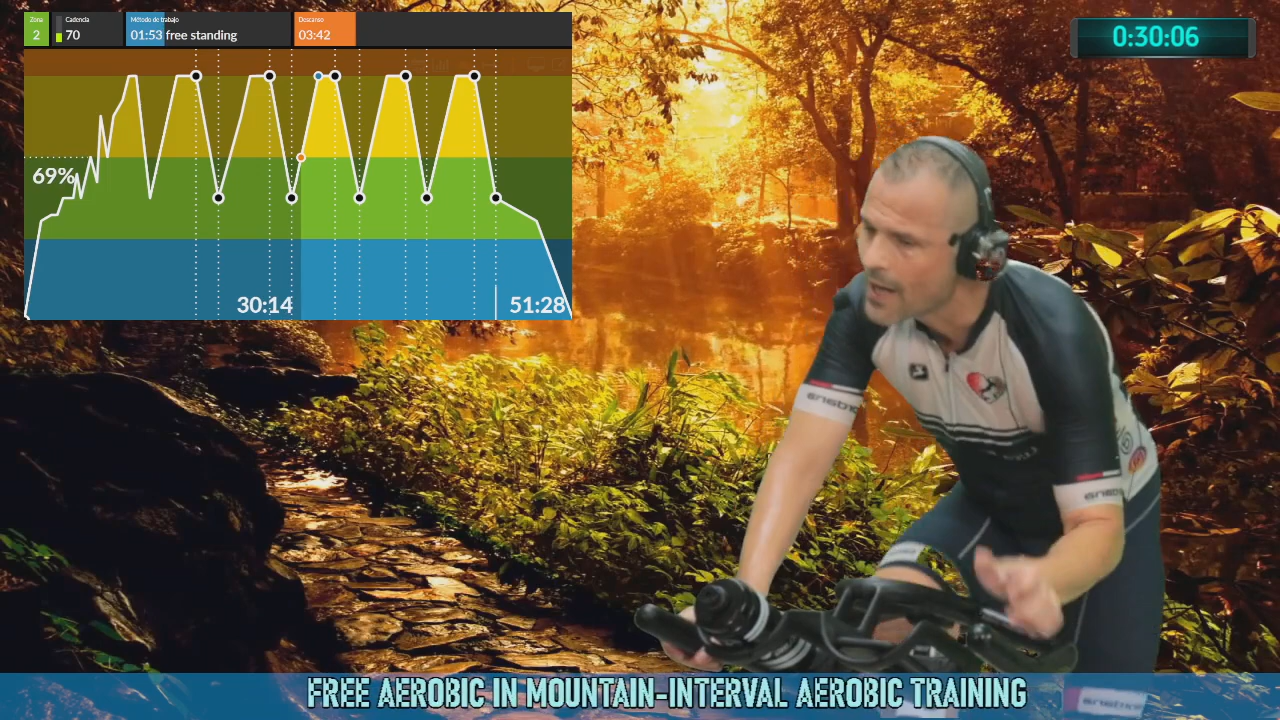 Zona
2
Cadencia
70
Método de trabajo
01:53 free standing
Descanso
03:42
0:30:06
69%
30:14
51:28
FREE AEROBIC IN MOUNTAIN-INTERVAL AEROBIC TRAINING